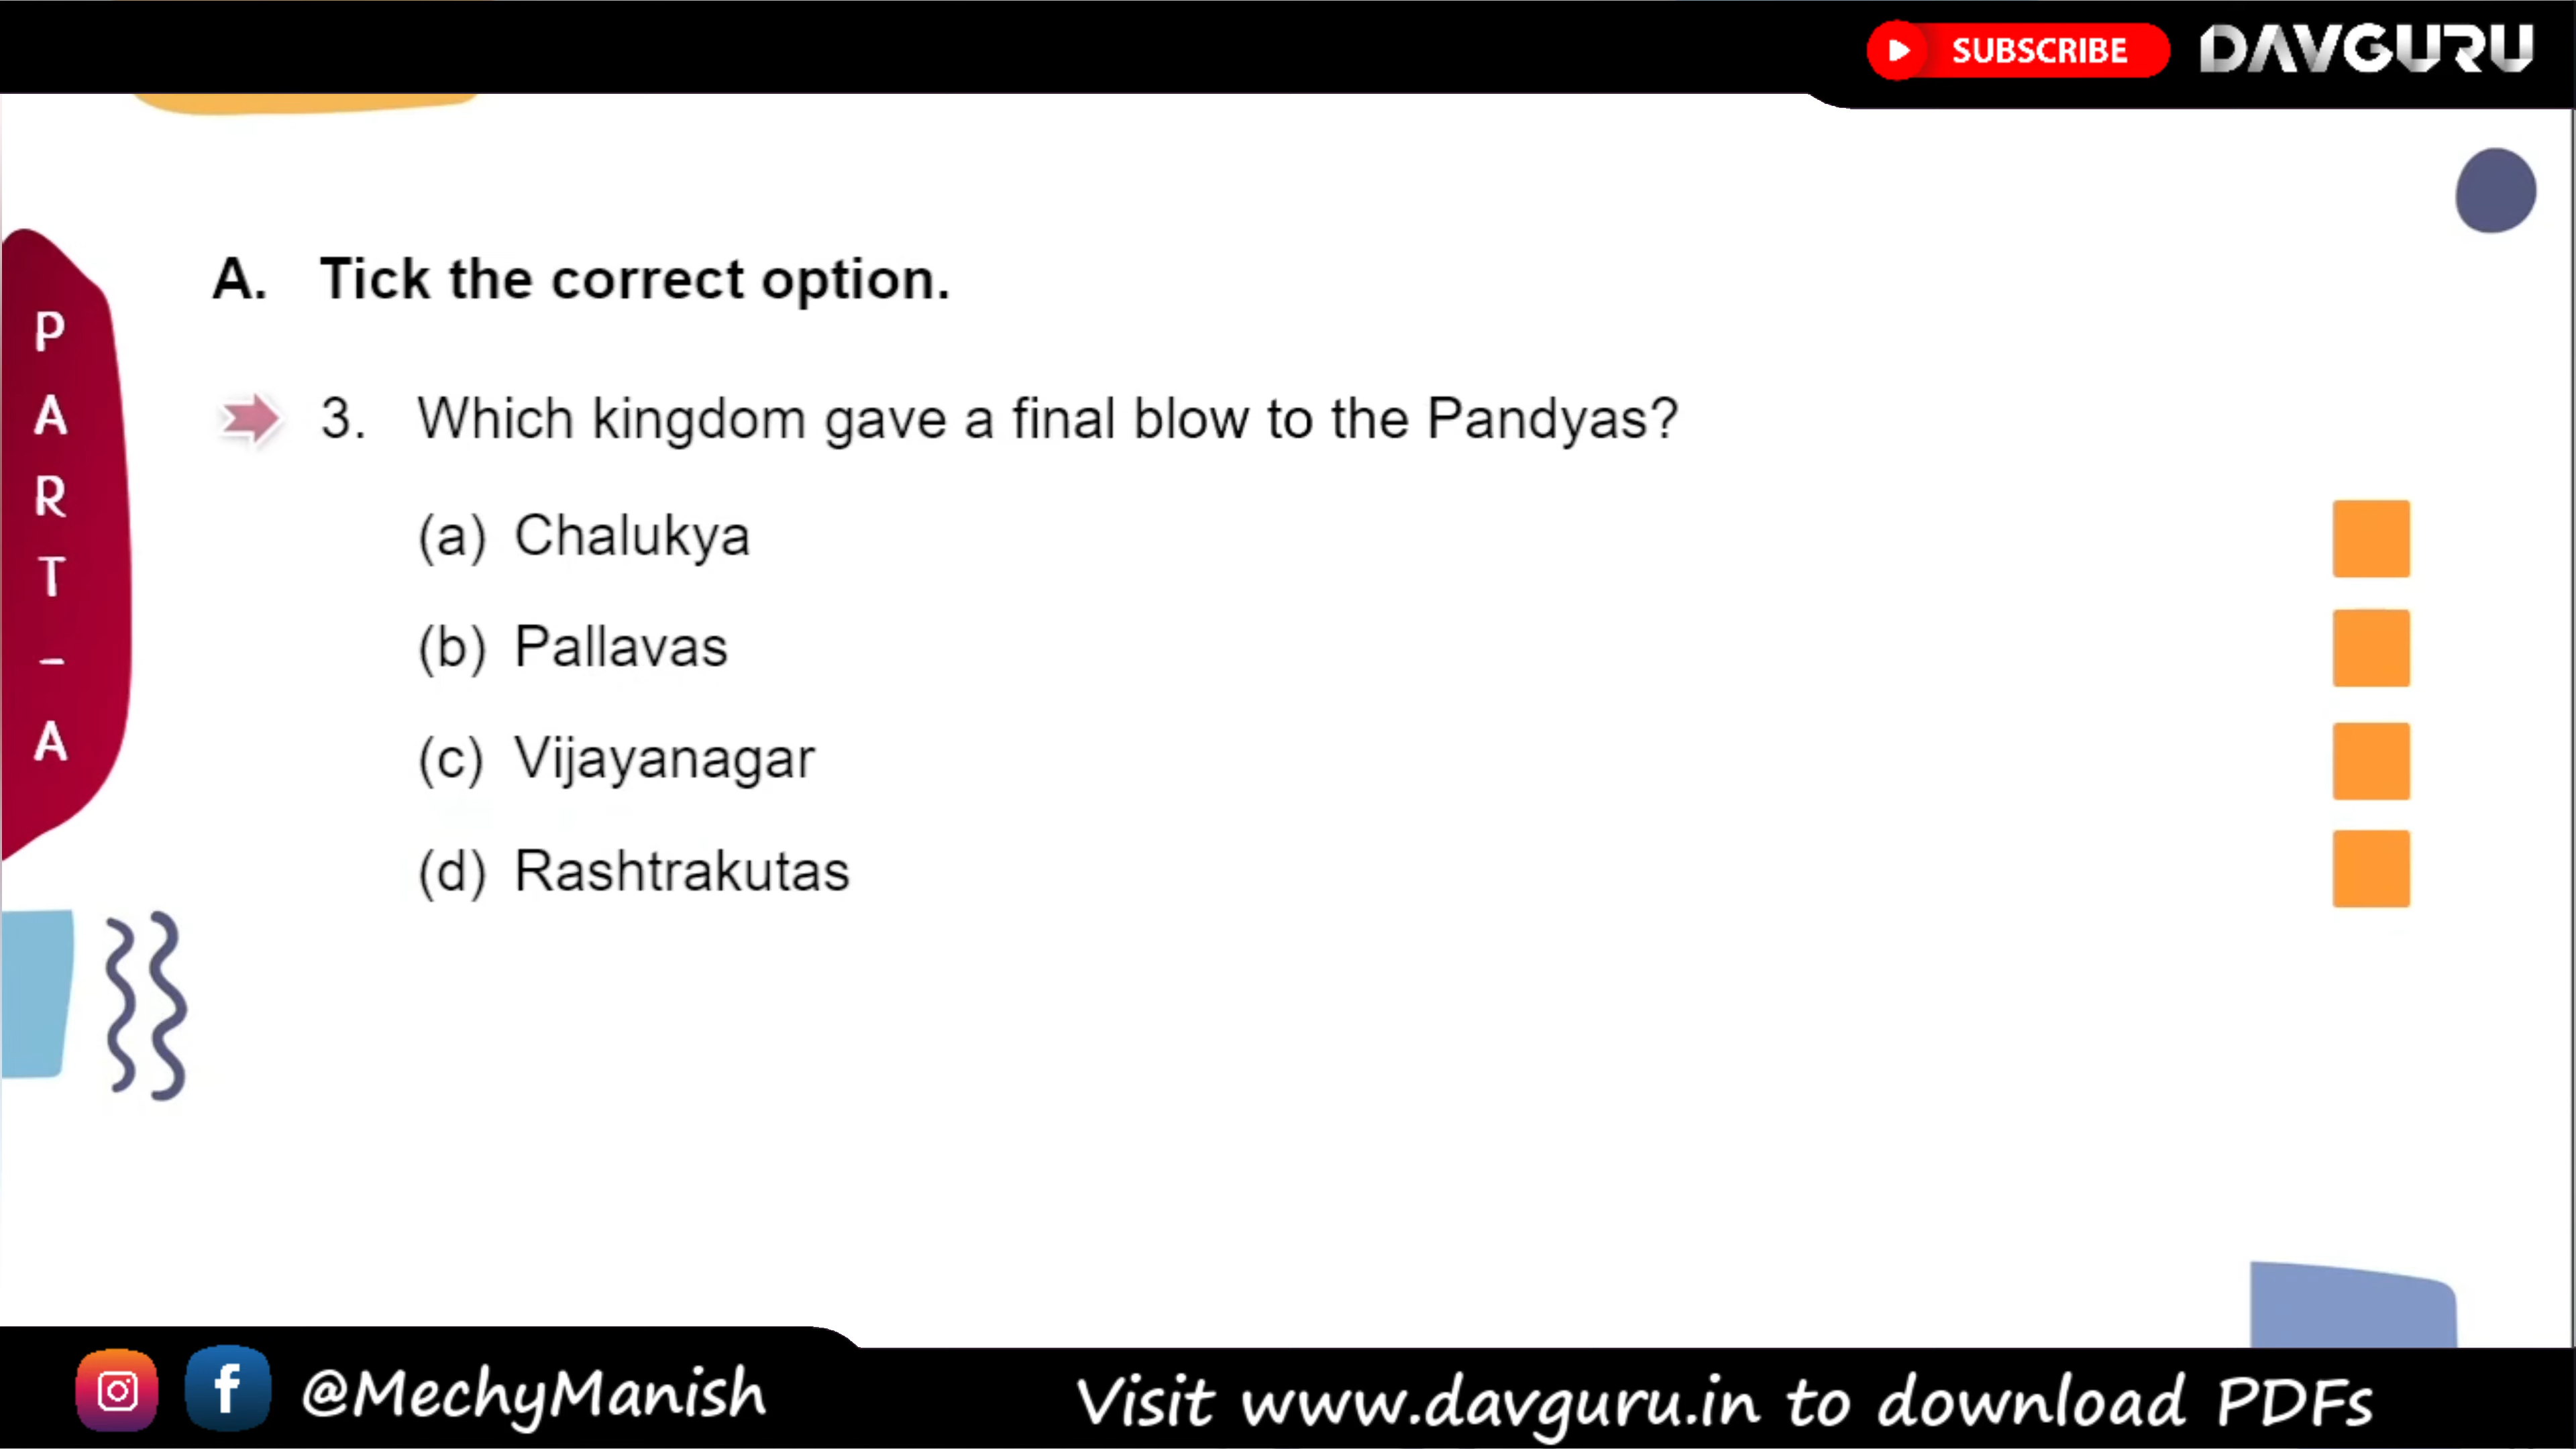 SUBSCRIBE DAVGURU
PART-A
A. Tick the correct option.
3. Which kingdom gave a final blow to the Pandyas?
(a) Chalukya
(b) Pallavas
(c) Vijayanagar
(d) Rashtrakutas
@MechyManish Visit www.davguru.in to download PDFs